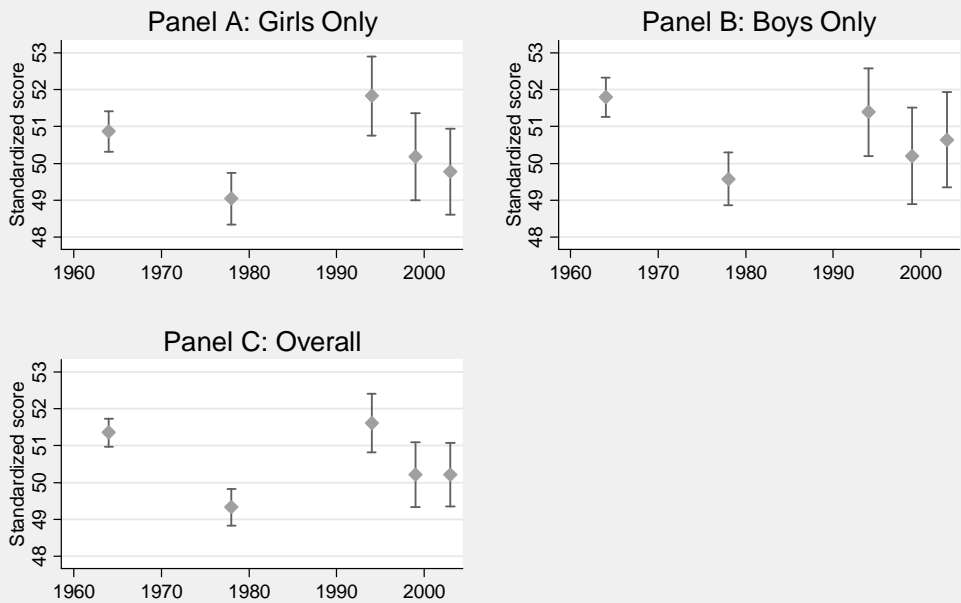 Panel A: Girls Only
Standardized score
53
52
51
50
49
48
1960 1970 1980 1990 2000
Panel B: Boys Only
Standardized score
53
52
51
50
49
48
1960 1970 1980 1990 2000
Panel C: Overall
Standardized score
53
52
51
50
49
48
1960 1970 1980 1990 2000